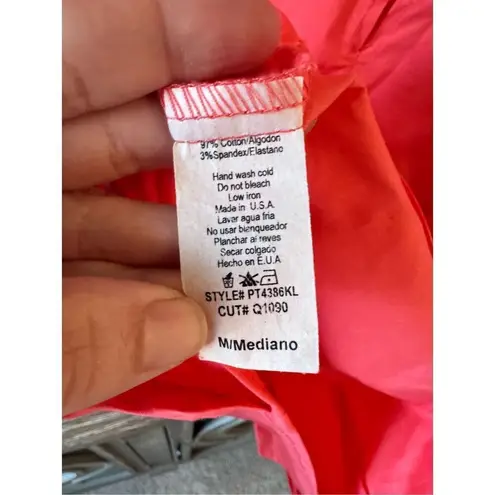 97% Cotton/Algodon
3%Spandex/Elastano
Hand wash cold
Do not bleach
Low iron
Made in U.S.A.
Lavar agua fria
No usar blanqueador
Planchar al reves
Secar colgado
Hecho en E.U.A
STYLE# PT4386KL
CUT# Q1090
M/Mediano